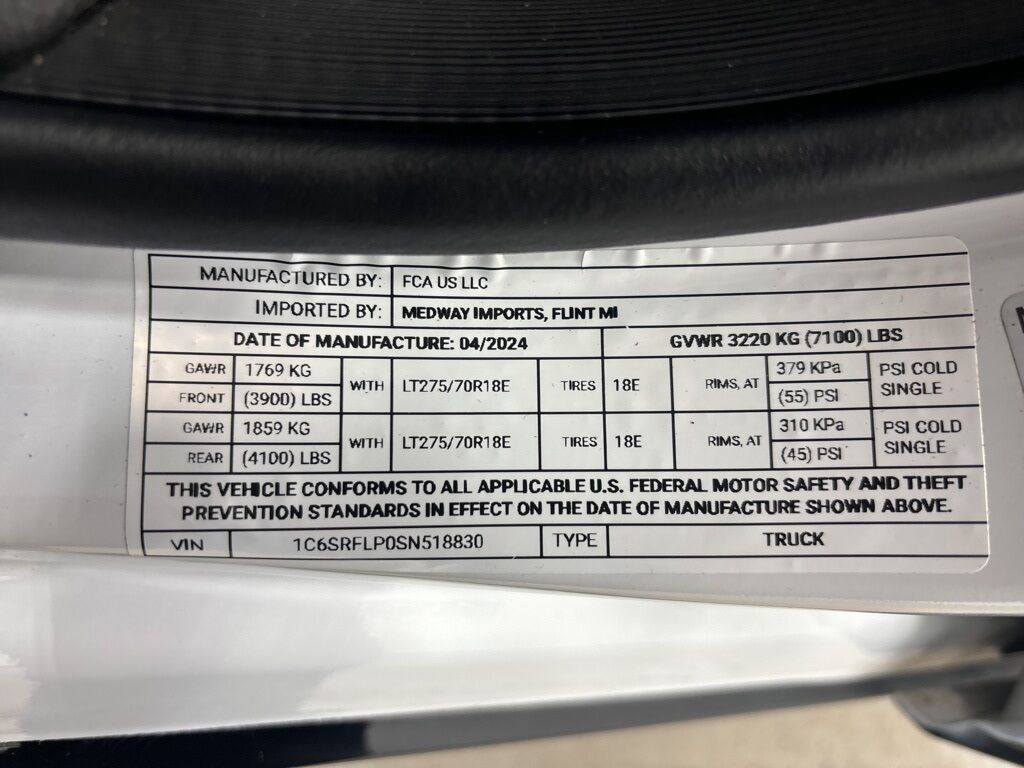 MANUFACTURED BY: FCA US LLC
IMPORTED BY: MEDWAY IMPORTS, FLINT MI
DATE OF MANUFACTURE: 04/2024 GVWR 3220 KG (7100) LBS
GAWR 1769 KG WITH LT275/70R18E TIRES 18E RIMS, AT 379 KPa PSI COLD
FRONT (3900) LBS (55) PSI SINGLE
GAWR 1859 KG WITH LT275/70R18E TIRES 18E RIMS, AT 310 KPa PSI COLD
REAR (4100) LBS (45) PSI SINGLE
THIS VEHICLE CONFORMS TO ALL APPLICABLE U.S. FEDERAL MOTOR SAFETY AND THEFT
PREVENTION STANDARDS IN EFFECT ON THE DATE OF MANUFACTURE SHOWN ABOVE.
VIN 1C6SRFLP0SN518830 TYPE TRUCK